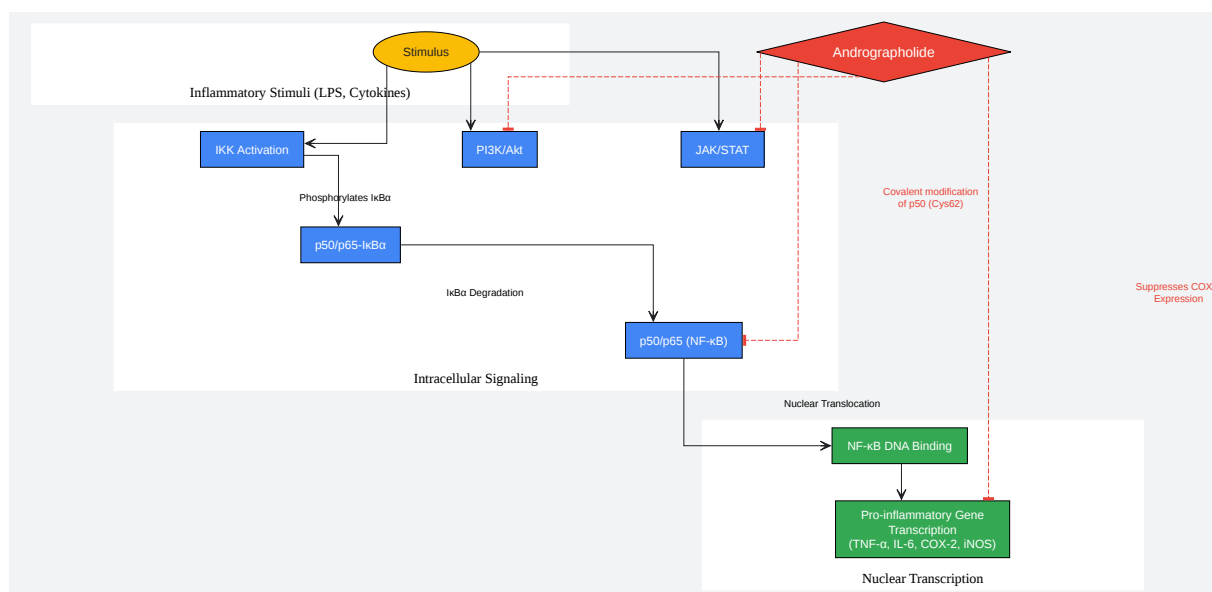 Stimulus
Andrographolide
Inflammatory Stimuli (LPS, Cytokines)
IKK Activation
PI3K/Akt
JAK/STAT
Phosphorylates IκBα
Covalent modification
of p50 (Cys62)
p50/p65-IκBα
IκBα Degradation
Suppresses COX
Expression
p50/p65 (NF-κB)
Intracellular Signaling
Nuclear Translocation
NF-κB DNA Binding
Pro-inflammatory Gene
Transcription
(TNF-α, IL-6, COX-2, iNOS)
Nuclear Transcription